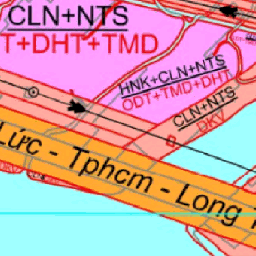 CLN+NTS
T+DHT+TMD
HNK+CLN+NTS
ODT+TMD+DHT
CLN+NTS
DKV
Lức - Tphcm - Long